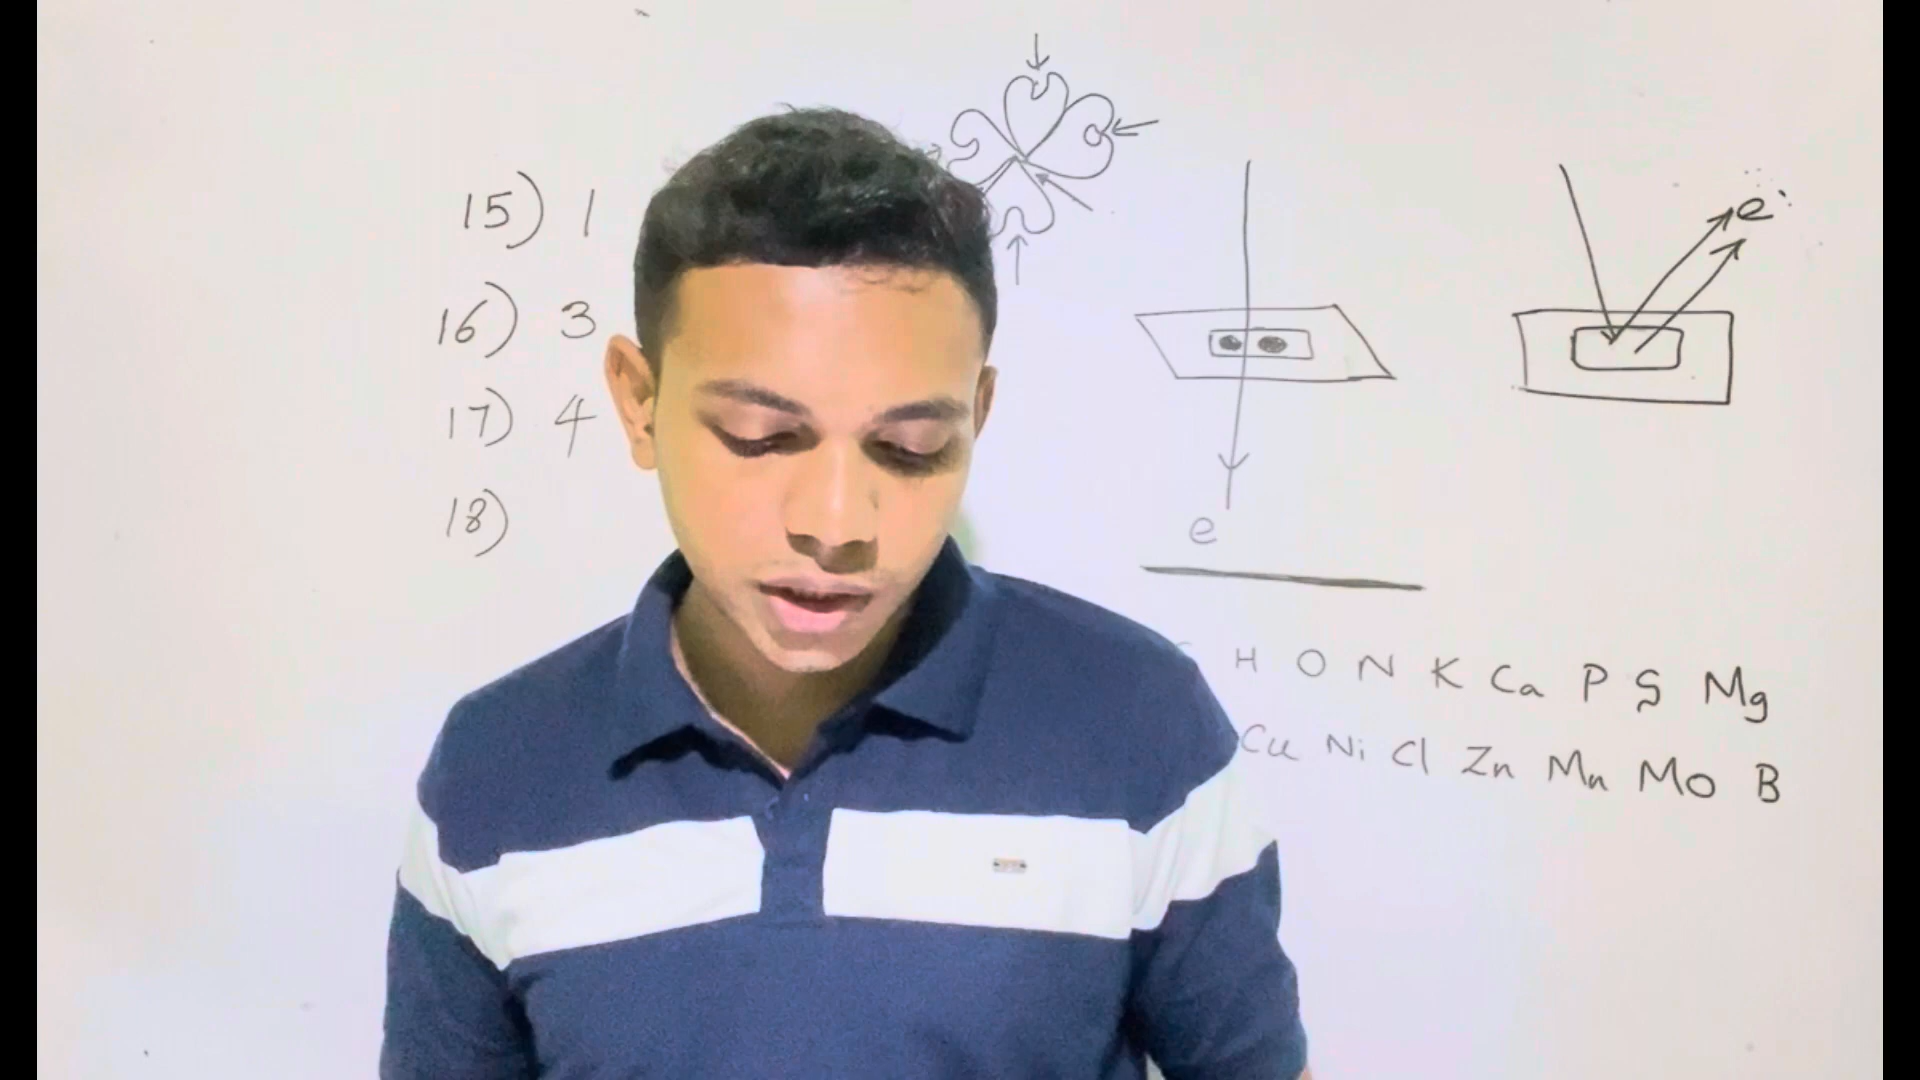 15) 1
16) 3
17) 4
18)
e
e
H O N K Ca P S Mg
Cu Ni Cl Zn Mn Mo B